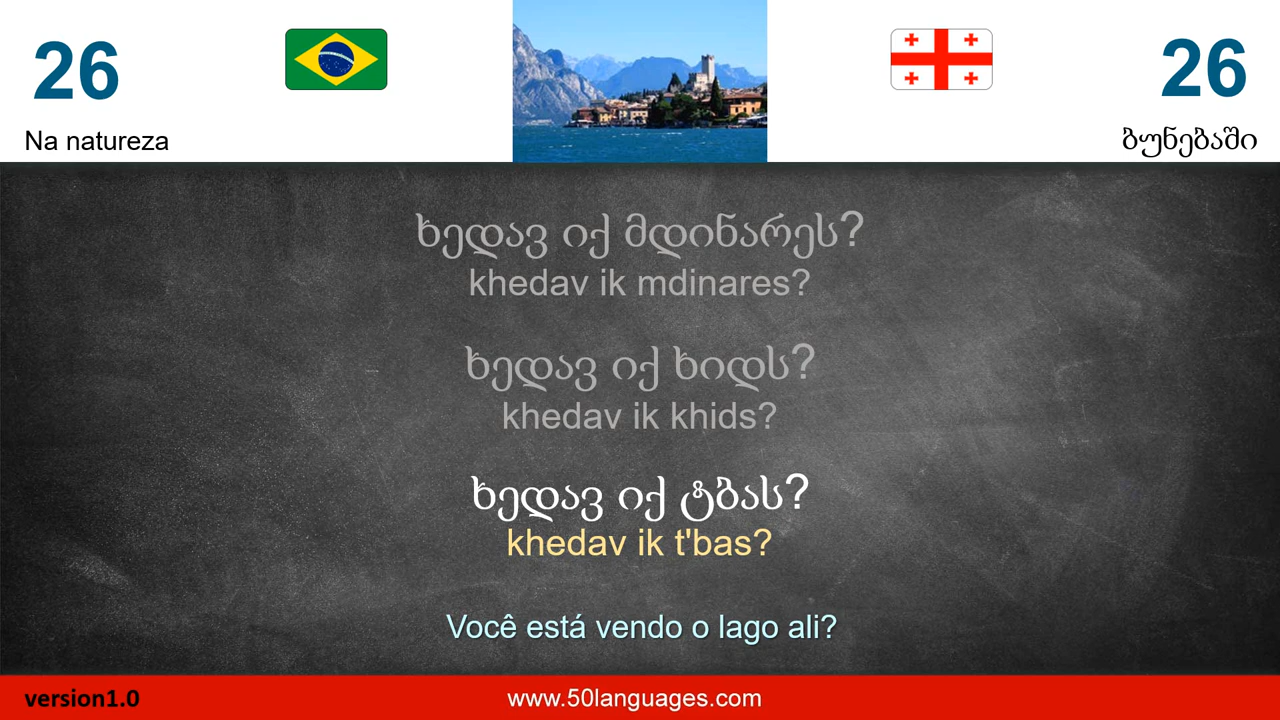 26
26
Na natureza
ბუნებაში
ხედავ იქ მდინარეს?
khedav ik mdinares?
ხედავ იქ ხიდს?
khedav ik khids?
ხედავ იქ ტბას?
khedav ik t'bas?
Você está vendo o lago ali?
version1.0
www.50languages.com